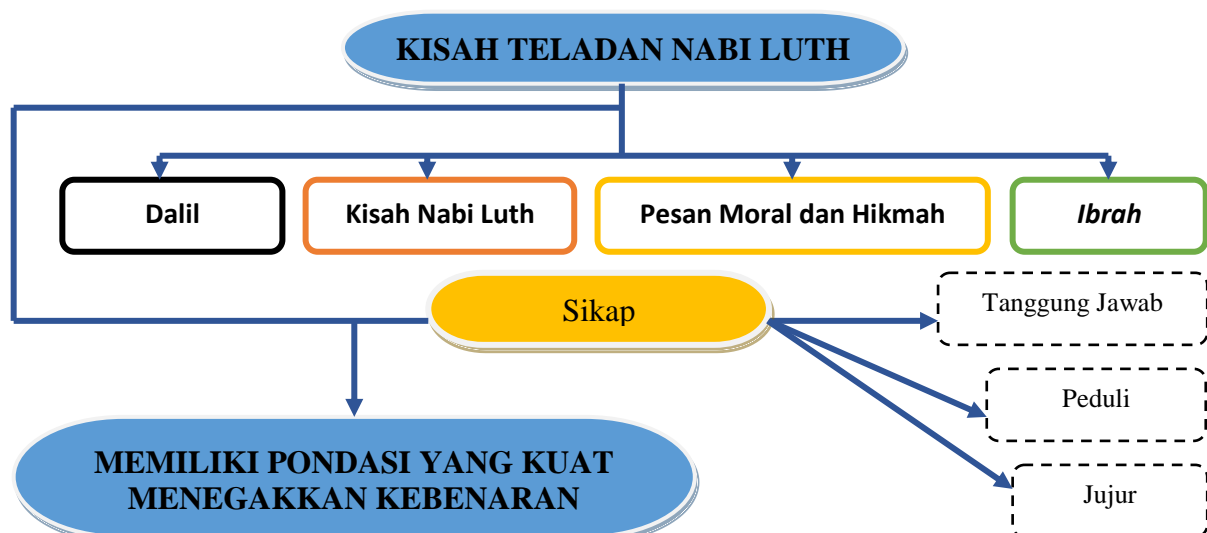 KISAH TELADAN NABI LUTH
Dalil
Kisah Nabi Luth
Pesan Moral dan Hikmah
Ibrah
Sikap
Tanggung Jawab
Peduli
Jujur
MEMILIKI PONDASI YANG KUAT
MENEGAKKAN KEBENARAN